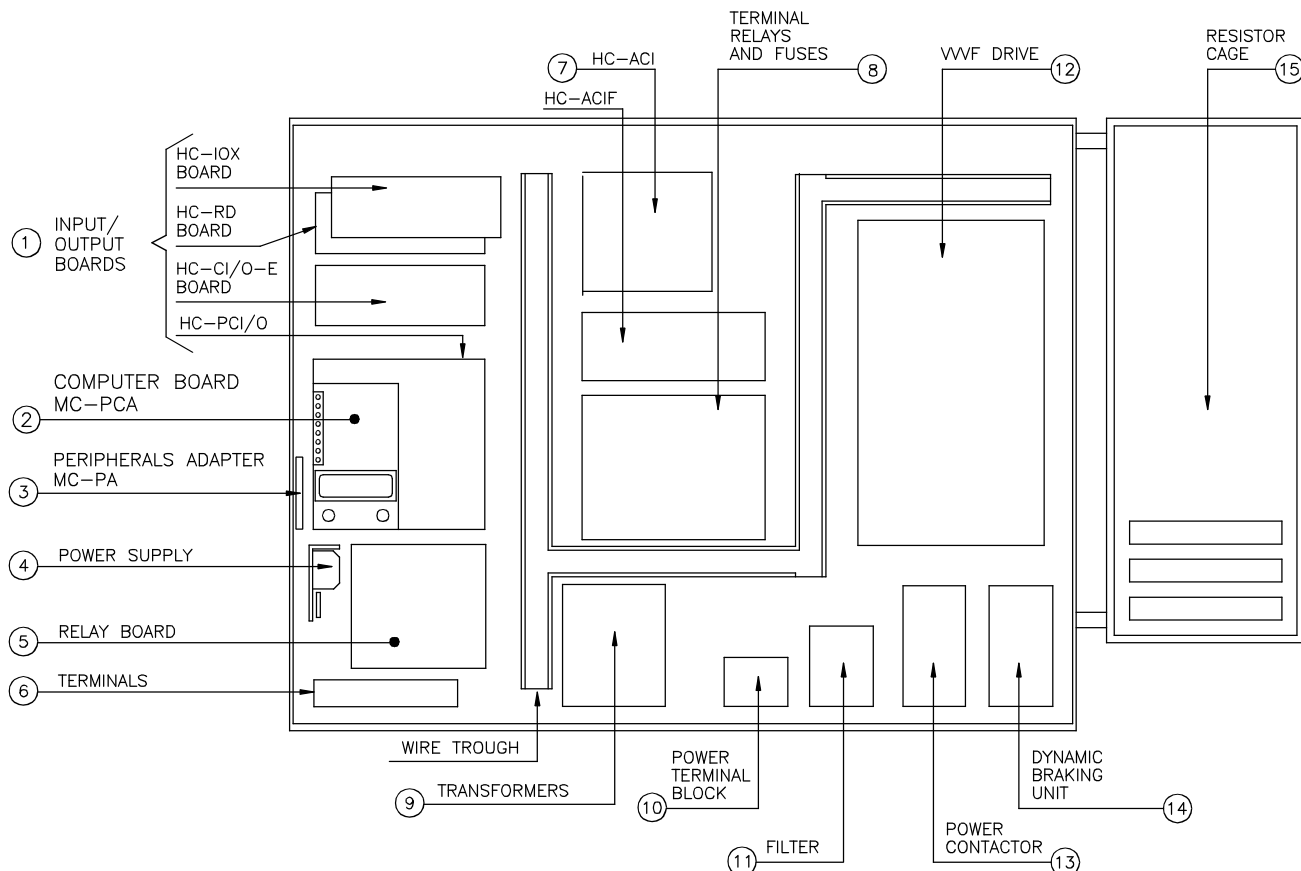 TERMINAL
RELAYS
AND FUSES
8
7
HC-ACI
HC-ACIF
VVVF DRIVE
12
RESISTOR
CAGE
15
1
INPUT/
OUTPUT
BOARDS
HC-IOX
BOARD
HC-RD
BOARD
HC-CI/O-E
BOARD
HC-PCI/O
COMPUTER BOARD
MC-PCA
2
PERIPHERALS ADAPTER
MC-PA
3
4
POWER SUPPLY
5
RELAY BOARD
6
TERMINALS
WIRE TROUGH
9
TRANSFORMERS
POWER
TERMINAL
BLOCK
10
11
FILTER
POWER
CONTACTOR
13
DYNAMIC
BRAKING
UNIT
14